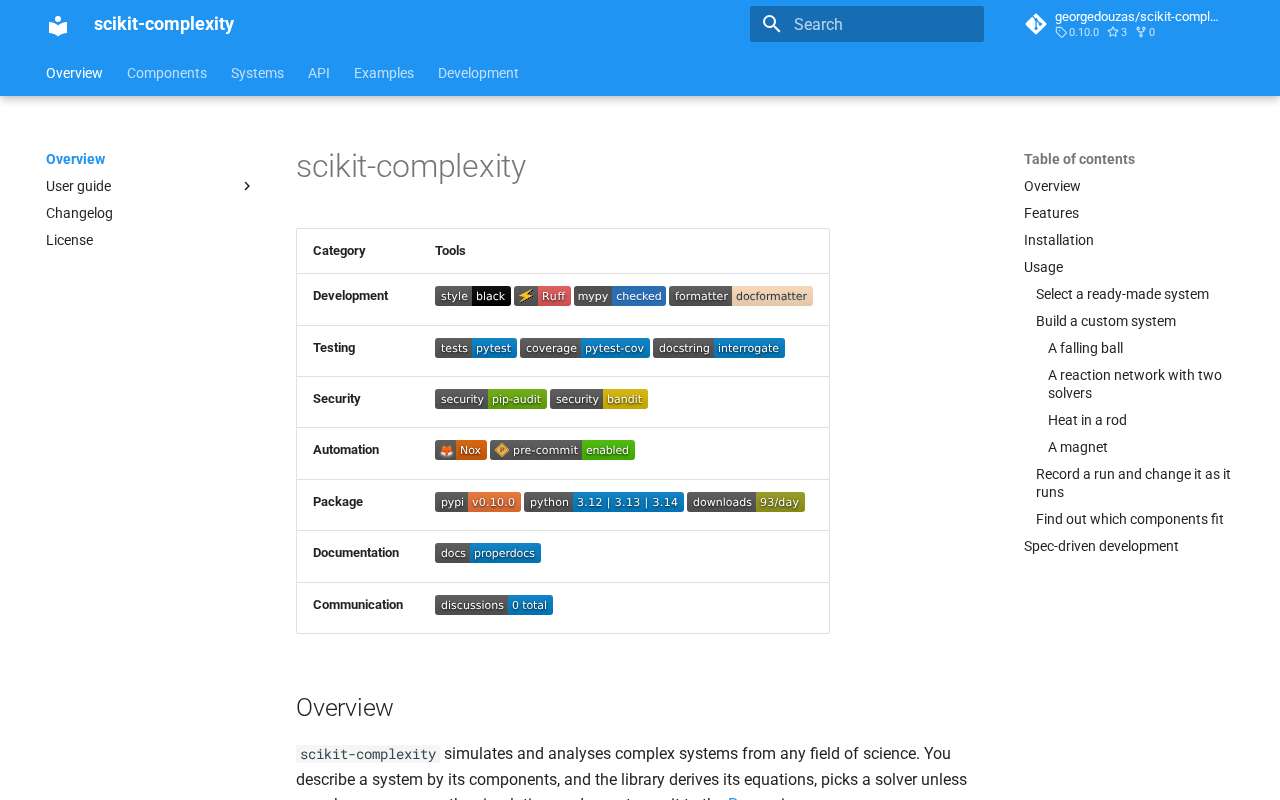 scikit-complexity
Search
georgedouzas/scikit-compl…
0.10.0 3 0
Overview Components Systems API Examples Development
Overview
User guide
Changelog
License
scikit-complexity
Category Tools
Development style black Ruff mypy checked formatter docformatter
Testing tests pytest coverage pytest-cov docstring interrogate
Security security pip-audit security bandit
Automation Nox pre-commit enabled
Package pypi v0.10.0 python 3.12 | 3.13 | 3.14 downloads 93/day
Documentation docs properdocs
Communication discussions 0 total
Overview
scikit-complexity simulates and analyses complex systems from any field of science. You
describe a system by its components, and the library derives its equations, picks a solver unless
Table of contents
Overview
Features
Installation
Usage
Select a ready-made system
Build a custom system
A falling ball
A reaction network with two
solvers
Heat in a rod
A magnet
Record a run and change it as it
runs
Find out which components fit
Spec-driven development